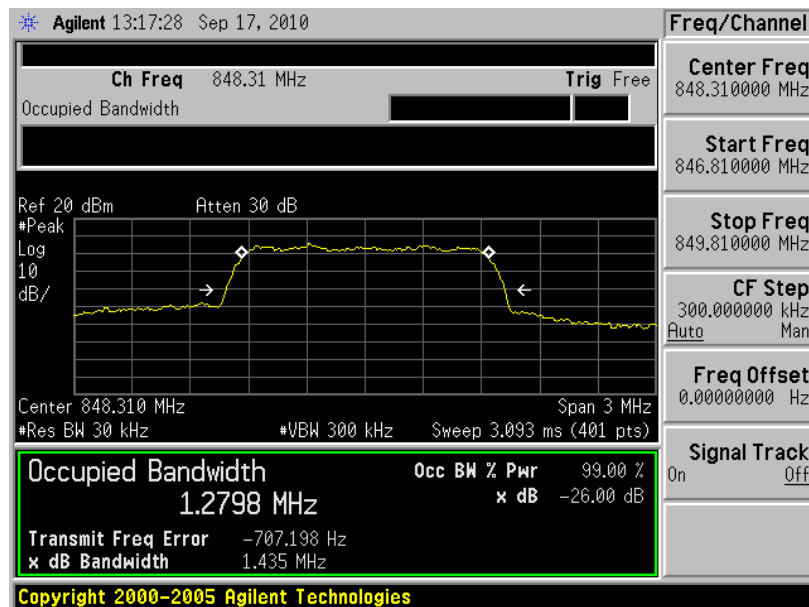 Agilent 13:17:28 Sep 17, 2010
Freq/Channel
Ch Freq 848.31 MHz Trig Free
Occupied Bandwidth
Center Freq
848.310000 MHz
Start Freq
846.810000 MHz
Stop Freq
849.810000 MHz
CF Step
300.000000 kHz
Auto Man
Freq Offset
0.00000000 Hz
Signal Track
On Off
Ref 20 dBm Atten 30 dB
#Peak
Log
10
dB/
Center 848.310 MHz Span 3 MHz
#Res BW 30 kHz #VBW 300 kHz Sweep 3.093 ms (401 pts)
Occupied Bandwidth
1.2798 MHz
Occ BW % Pwr 99.00 %
x dB -26.00 dB
Transmit Freq Error -707.198 Hz
x dB Bandwidth 1.435 MHz
Copyright 2000-2005 Agilent Technologies